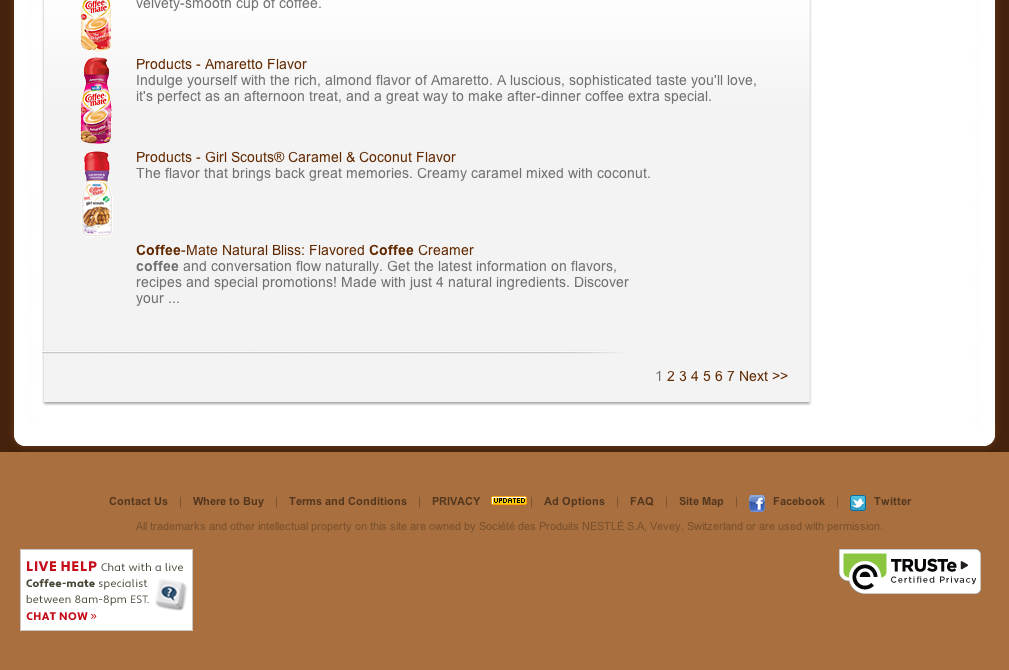 velvety-smooth cup of coffee.
Products - Amaretto Flavor
Indulge yourself with the rich, almond flavor of Amaretto. A luscious, sophisticated taste you'll love,
it's perfect as an afternoon treat, and a great way to make after-dinner coffee extra special.
Products - Girl Scouts® Caramel & Coconut Flavor
The flavor that brings back great memories. Creamy caramel mixed with coconut.
Coffee-Mate Natural Bliss: Flavored Coffee Creamer
coffee and conversation flow naturally. Get the latest information on flavors,
recipes and special promotions! Made with just 4 natural ingredients. Discover
your ...
1 2 3 4 5 6 7 Next >>
Contact Us | Where to Buy | Terms and Conditions | PRIVACY UPDATED | Ad Options | FAQ | Site Map | Facebook | Twitter
All trademarks and other intellectual property on this site are owned by Société des Produits NESTLÉ S.A, Vevey, Switzerland or are used with permission.
LIVE HELP Chat with a live
Coffee-mate specialist
between 8am-8pm EST.
CHAT NOW »
TRUSTe
Certified Privacy